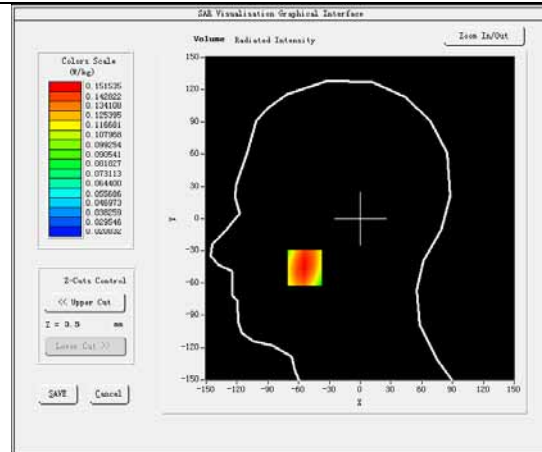 SAR Visualisation Graphical Interface
Volume Radiated Intensity
Zoom In/Out
Colors Scale
(W/kg)
0.151535
0.142822
0.134108
0.125395
0.116681
0.107968
0.099254
0.090541
0.081827
0.073113
0.064400
0.055686
0.046973
0.038259
0.029546
0.020832
150
120
90
60
30
0
-30
-60
-90
-120
-150
Y
-150 -120 -90 -60 -30 0 30 60 90 120 150
X
Z-Cuts Control
<< Upper Cut
Z = 3.5 mm
Lower Cut >>
SAVE Cancel